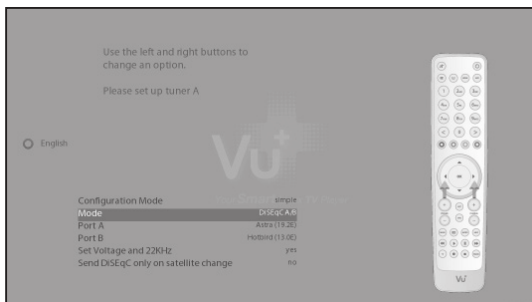 Use the left and right buttons to
change an option.
Please set up tuner A
English
Vu+
Configuration Mode simple
Mode DiSEqC A/B
Port A Astra (19.2E)
Port B Hotbird (13.0E)
Set Voltage and 22KHz yes
Send DiSEqC only on satellite change no